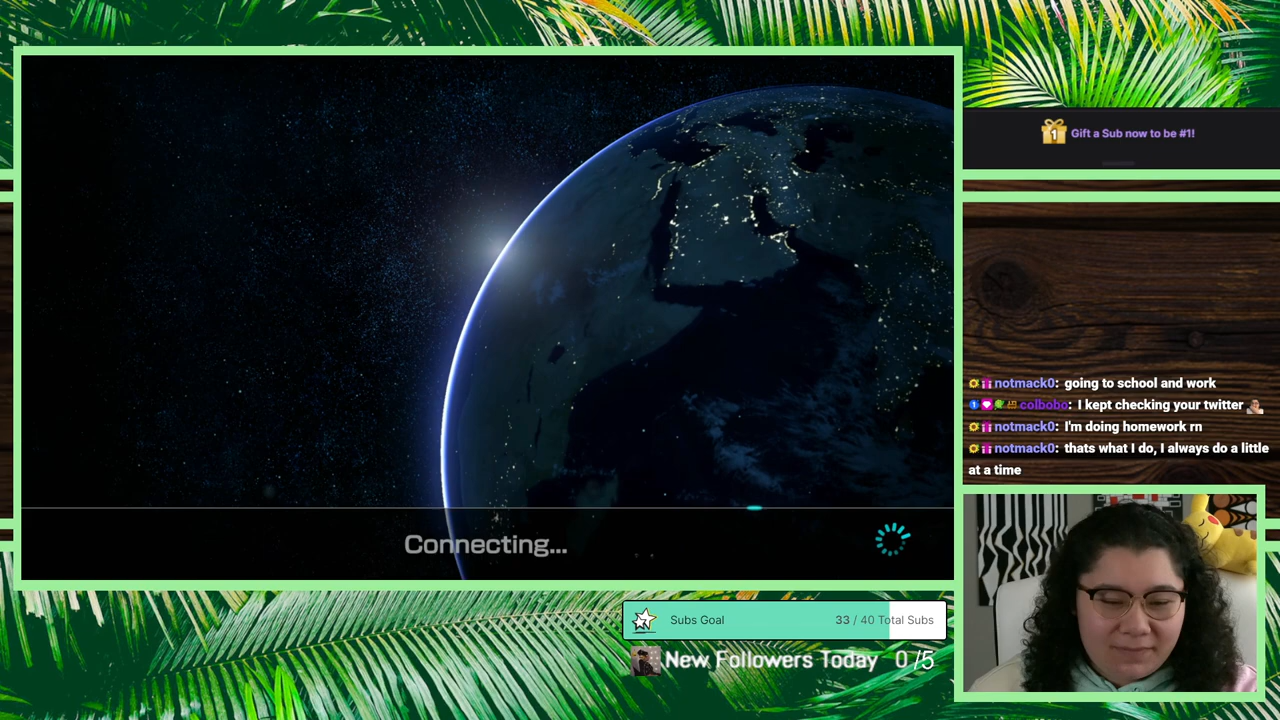 1 Gift a Sub now to be #1!
notmack0: going to school and work
colbobo: I kept checking your twitter
notmack0: I'm doing homework rn
notmack0: thats what I do, I always do a little
at a time
Connecting...
Subs Goal 33 / 40 Total Subs
New Followers Today 0 /5